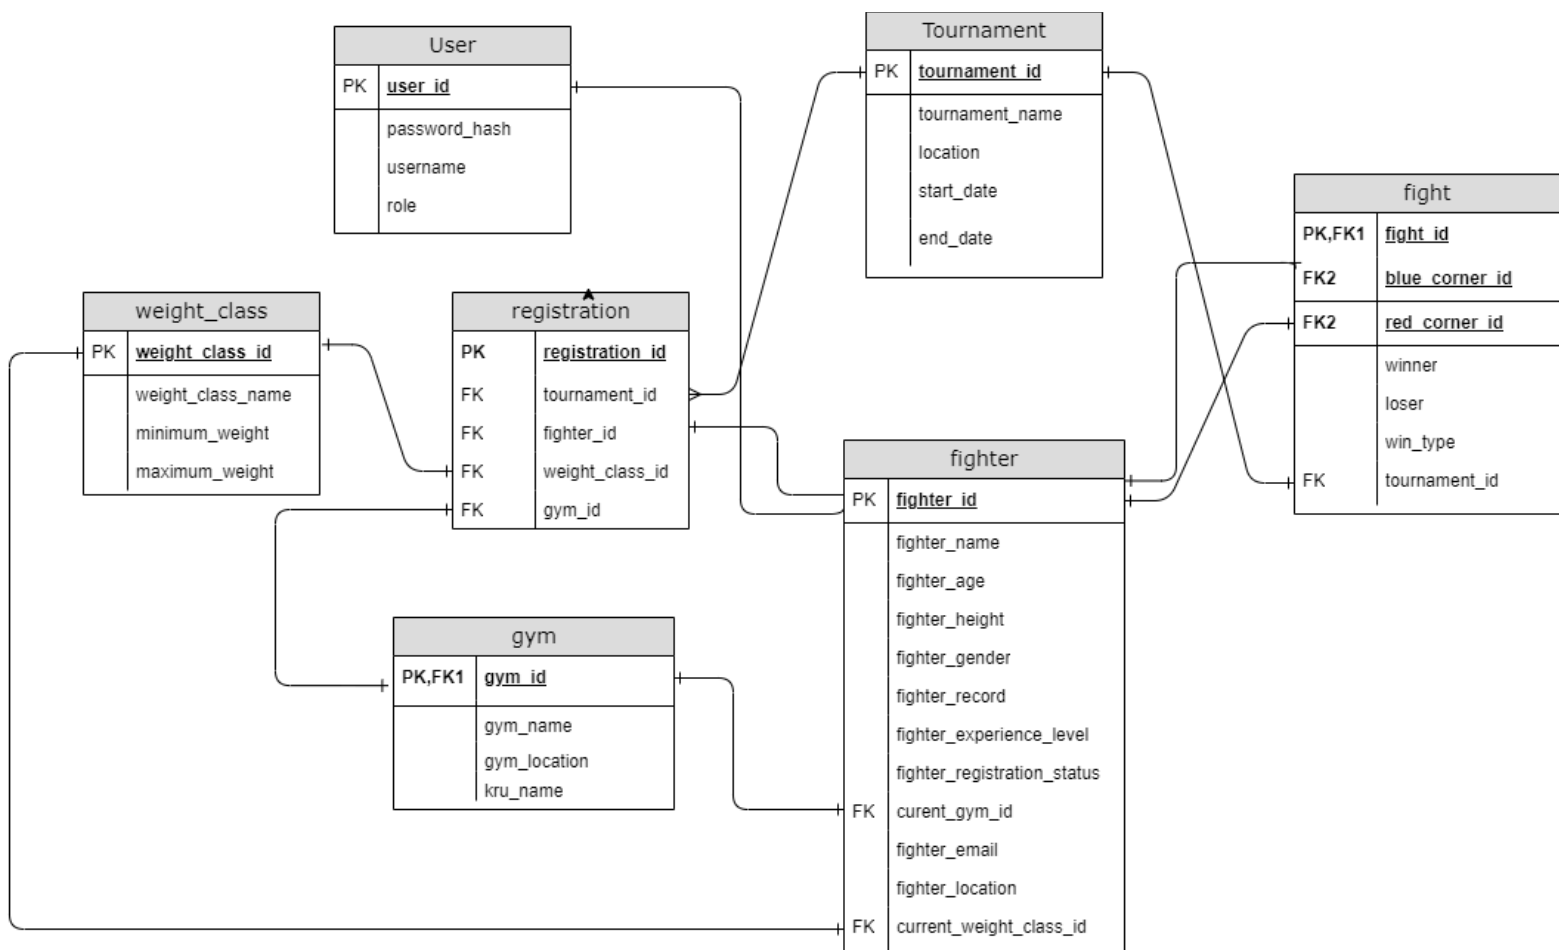 User
PK user_id
password_hash
username
role
Tournament
PK tournament_id
tournament_name
location
start_date
end_date
fight
PK,FK1 fight_id
FK2 blue_corner_id
FK2 red_corner_id
winner
loser
win_type
FK tournament_id
weight_class
PK weight_class_id
weight_class_name
minimum_weight
maximum_weight
registration
PK registration_id
FK tournament_id
FK fighter_id
FK weight_class_id
FK gym_id
fighter
PK fighter_id
fighter_name
fighter_age
fighter_height
fighter_gender
fighter_record
fighter_experience_level
fighter_registration_status
FK curent_gym_id
fighter_email
fighter_location
FK current_weight_class_id
gym
PK,FK1 gym_id
gym_name
gym_location
kru_name